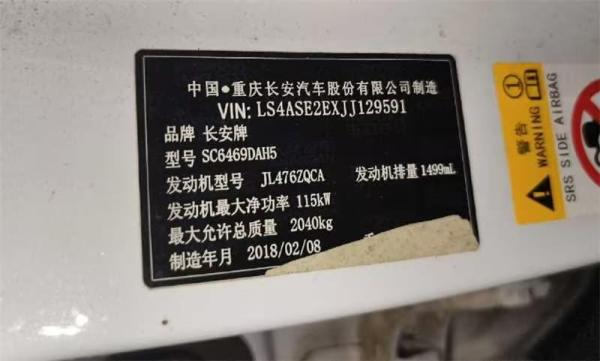 中国●重庆长安汽车股份有限公司制造
VIN: LS4ASE2EXJJ129591
品牌 长安牌
型号 SC6469DAH5
发动机型号 JL476ZQCA 发动机排量 1499mL
发动机最大净功率 115kW
最大允许总质量 2040kg
制造年月 2018/02/08
警告
WARNING
SRS SIDE AIRBAG